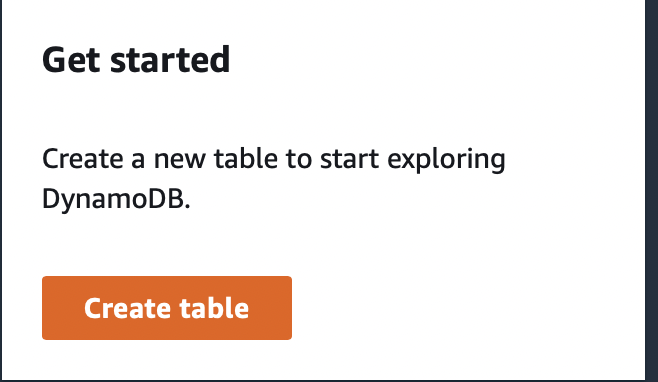 Get started
Create a new table to start exploring
DynamoDB.
Create table